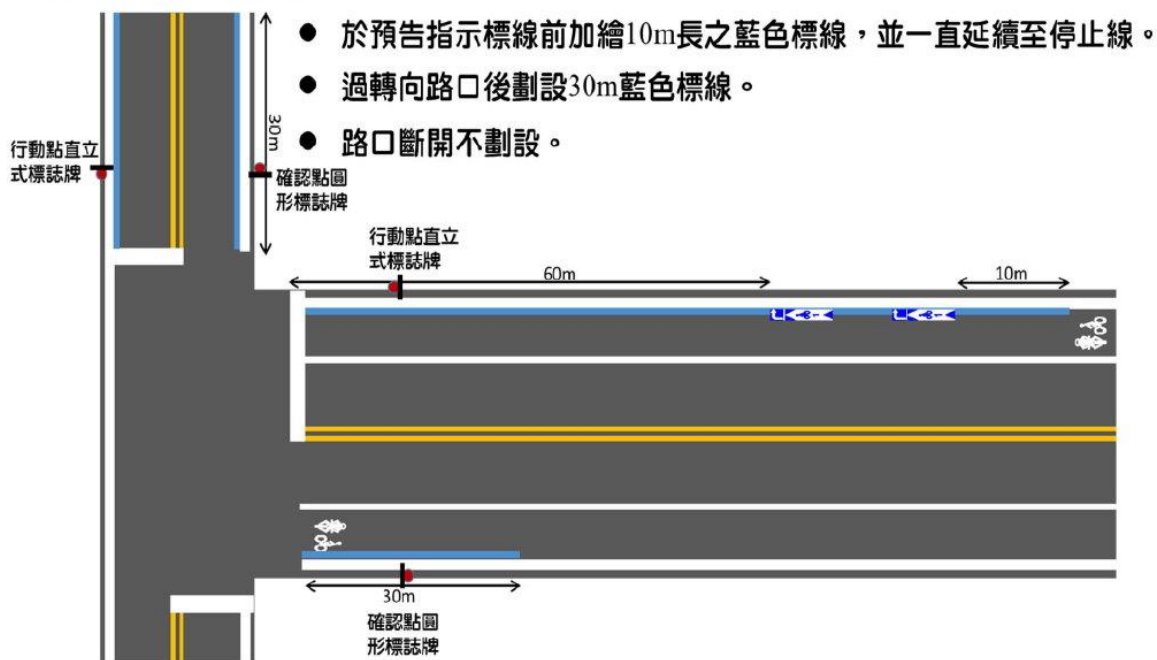 ● 於預告指示標線前加繪10m長之藍色標線，並一直延續至停止線。
● 過轉向路口後劃設30m藍色標線。
● 路口斷開不劃設。
30m
行動點直立
式標誌牌
確認點圓
形標誌牌
行動點直立
式標誌牌
60m
10m
30m
確認點圓
形標誌牌